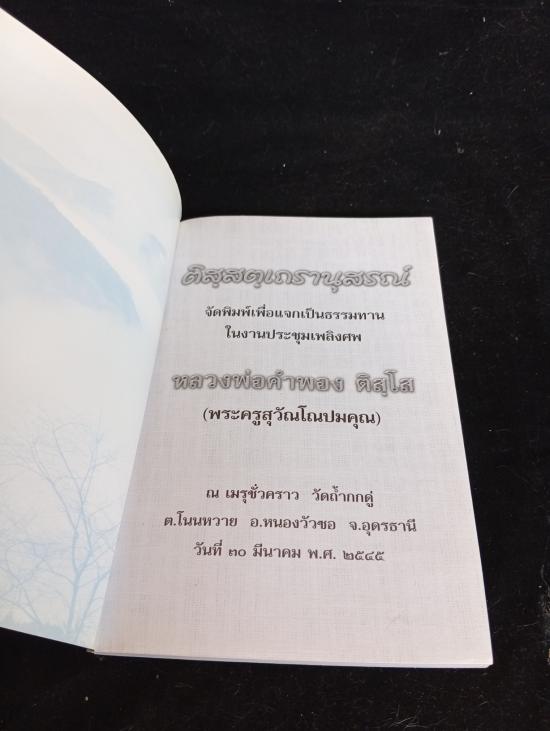 ติสฺสตฺเถรานุสรณ์
จัดพิมพ์เพื่อแจกเป็นธรรมทาน
ในงานประชุมเพลิงศพ
หลวงพ่อคำพอง ติสฺโส
(พระครูสุวัณโณปมคุณ)
ณ เมรุชั่วคราว วัดถ้ำกกดู่
ต.โนนหวาย อ.หนองวัวซอ จ.อุดรธานี
วันที่ ๓๐ มีนาคม พ.ศ. ๒๕๔๕